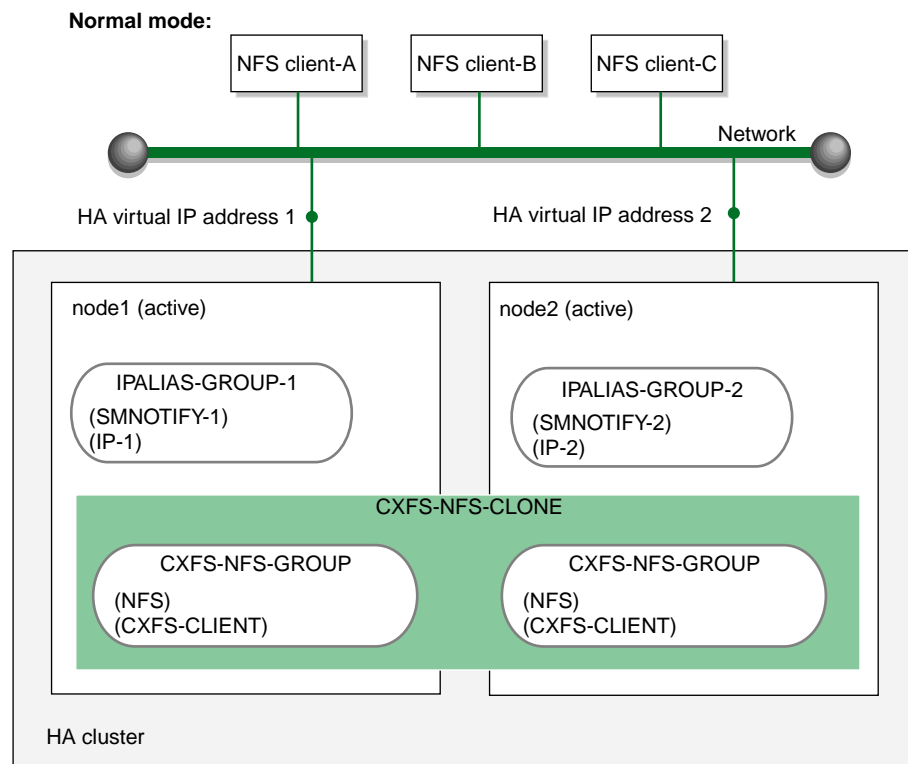 Normal mode:
NFS client-A
NFS client-B
NFS client-C
Network
HA virtual IP address 1
HA virtual IP address 2
node1 (active)
IPALIAS-GROUP-1
(SMNOTIFY-1)
(IP-1)
node2 (active)
IPALIAS-GROUP-2
(SMNOTIFY-2)
(IP-2)
CXFS-NFS-CLONE
CXFS-NFS-GROUP
(NFS)
(CXFS-CLIENT)
CXFS-NFS-GROUP
(NFS)
(CXFS-CLIENT)
HA cluster